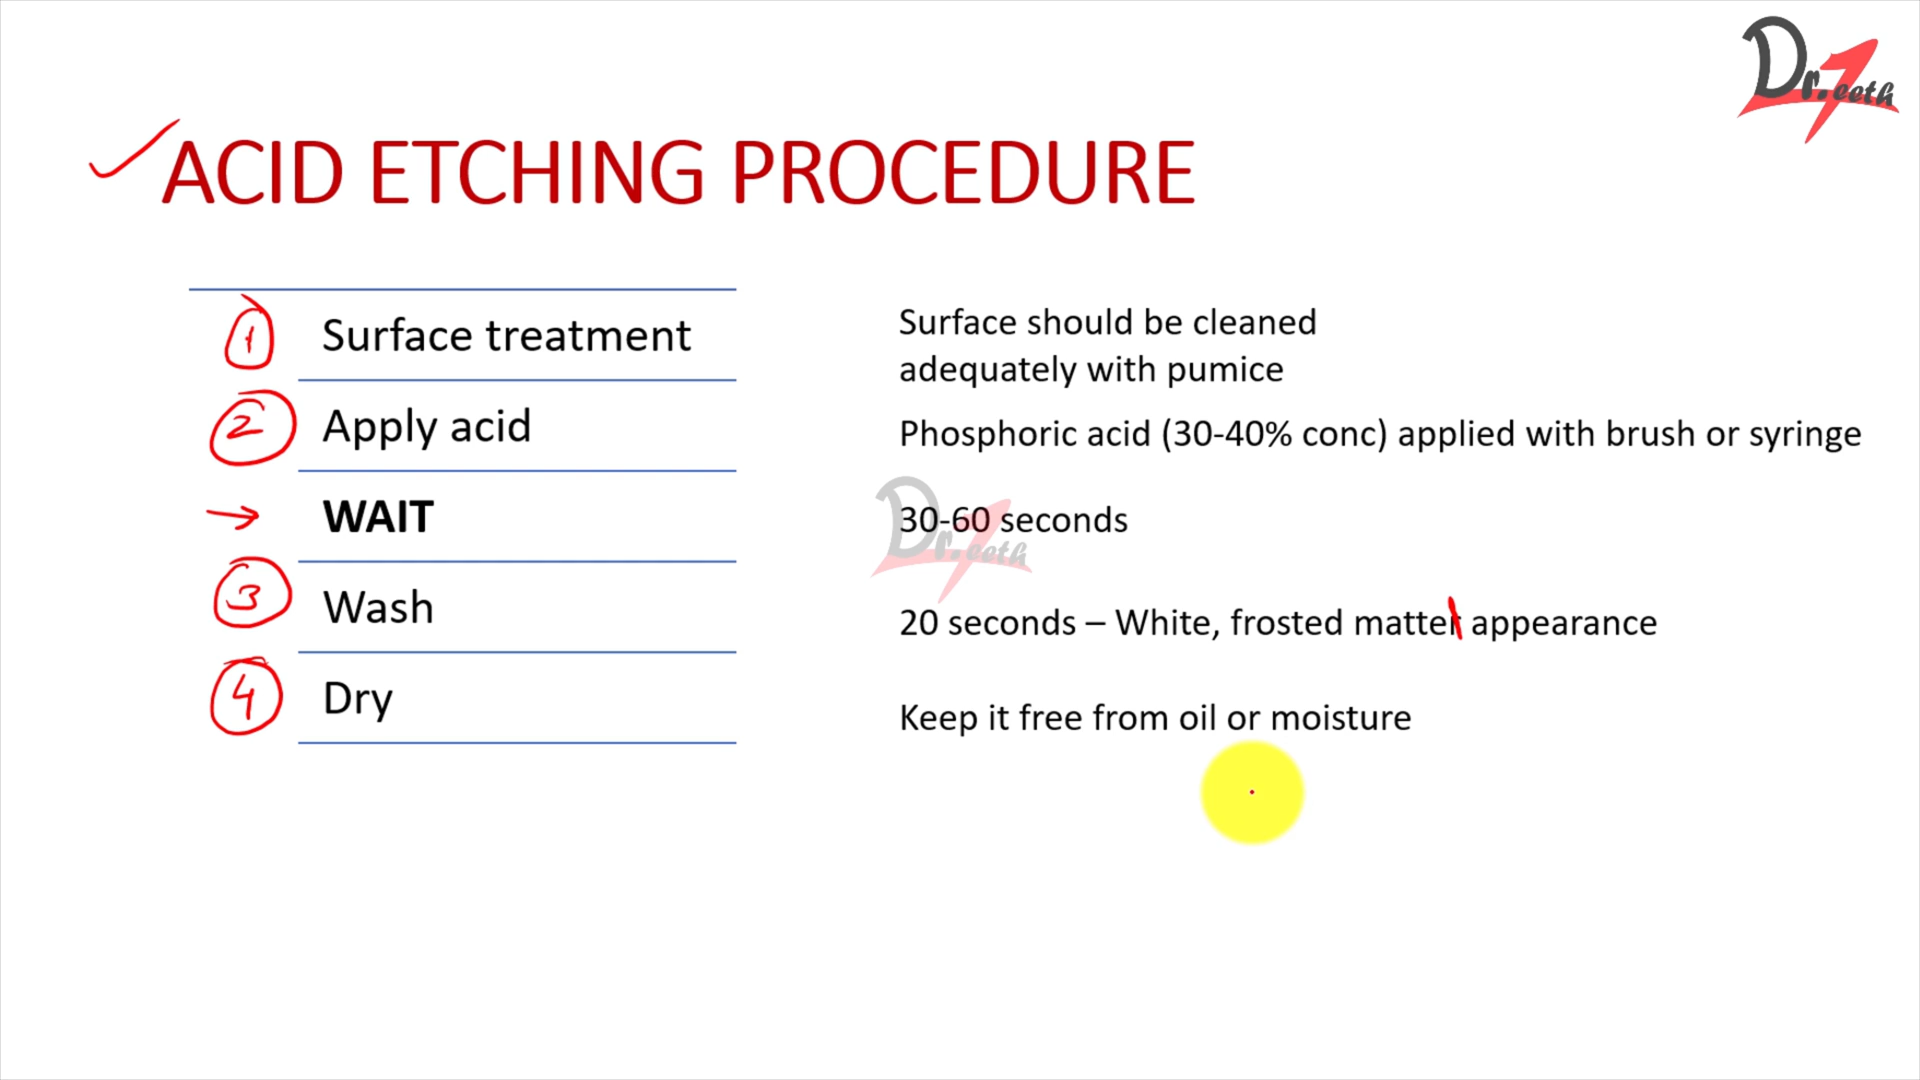 Dr.Teeth
ACID ETCHING PROCEDURE
1 Surface treatment
Surface should be cleaned
adequately with pumice
2 Apply acid
Phosphoric acid (30-40% conc) applied with brush or syringe
→ WAIT
30-60 seconds
Dr.Teeth
3 Wash
20 seconds – White, frosted matter appearance
4 Dry
Keep it free from oil or moisture